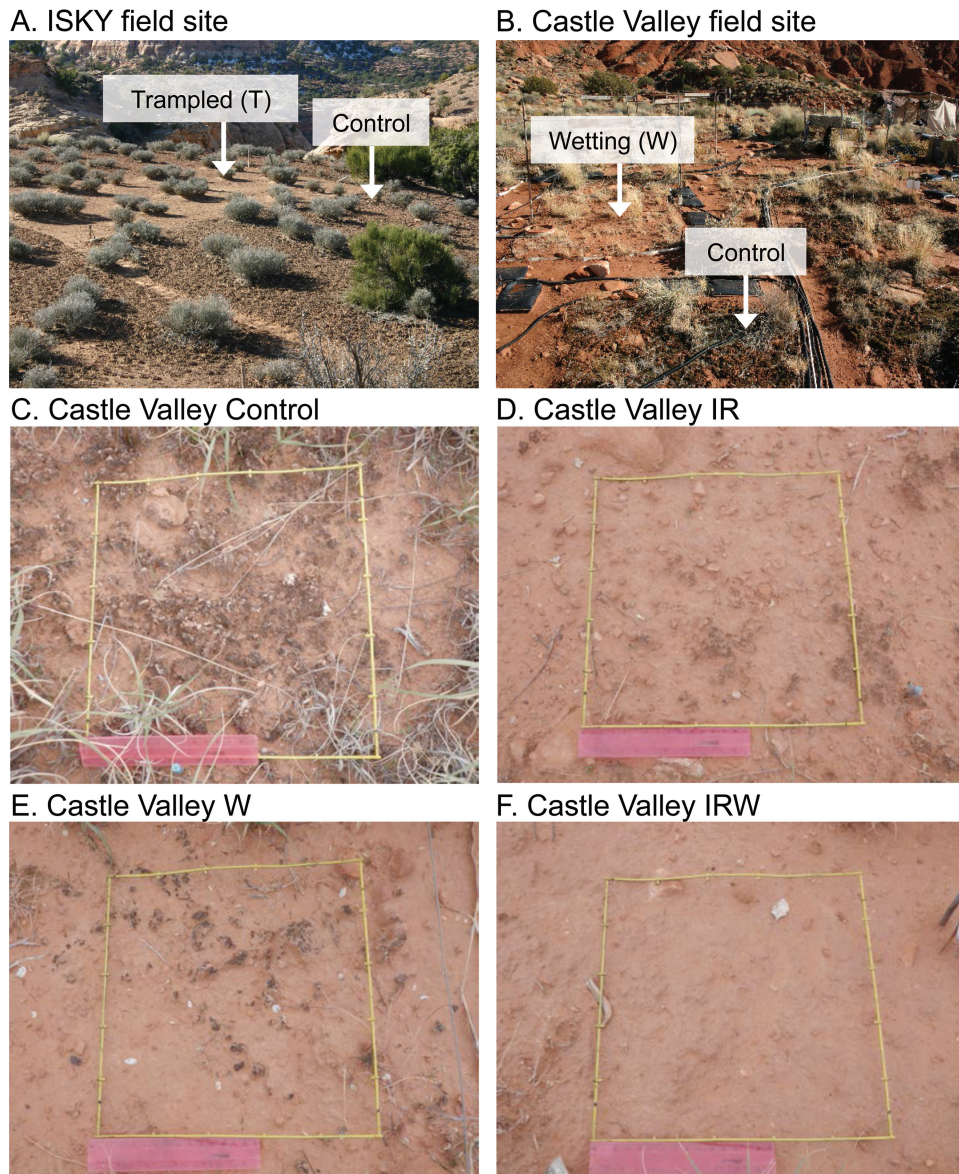 A. ISKY field site
B. Castle Valley field site
Trampled (T)
Control
Wetting (W)
Control
C. Castle Valley Control
D. Castle Valley IR
E. Castle Valley W
F. Castle Valley IRW